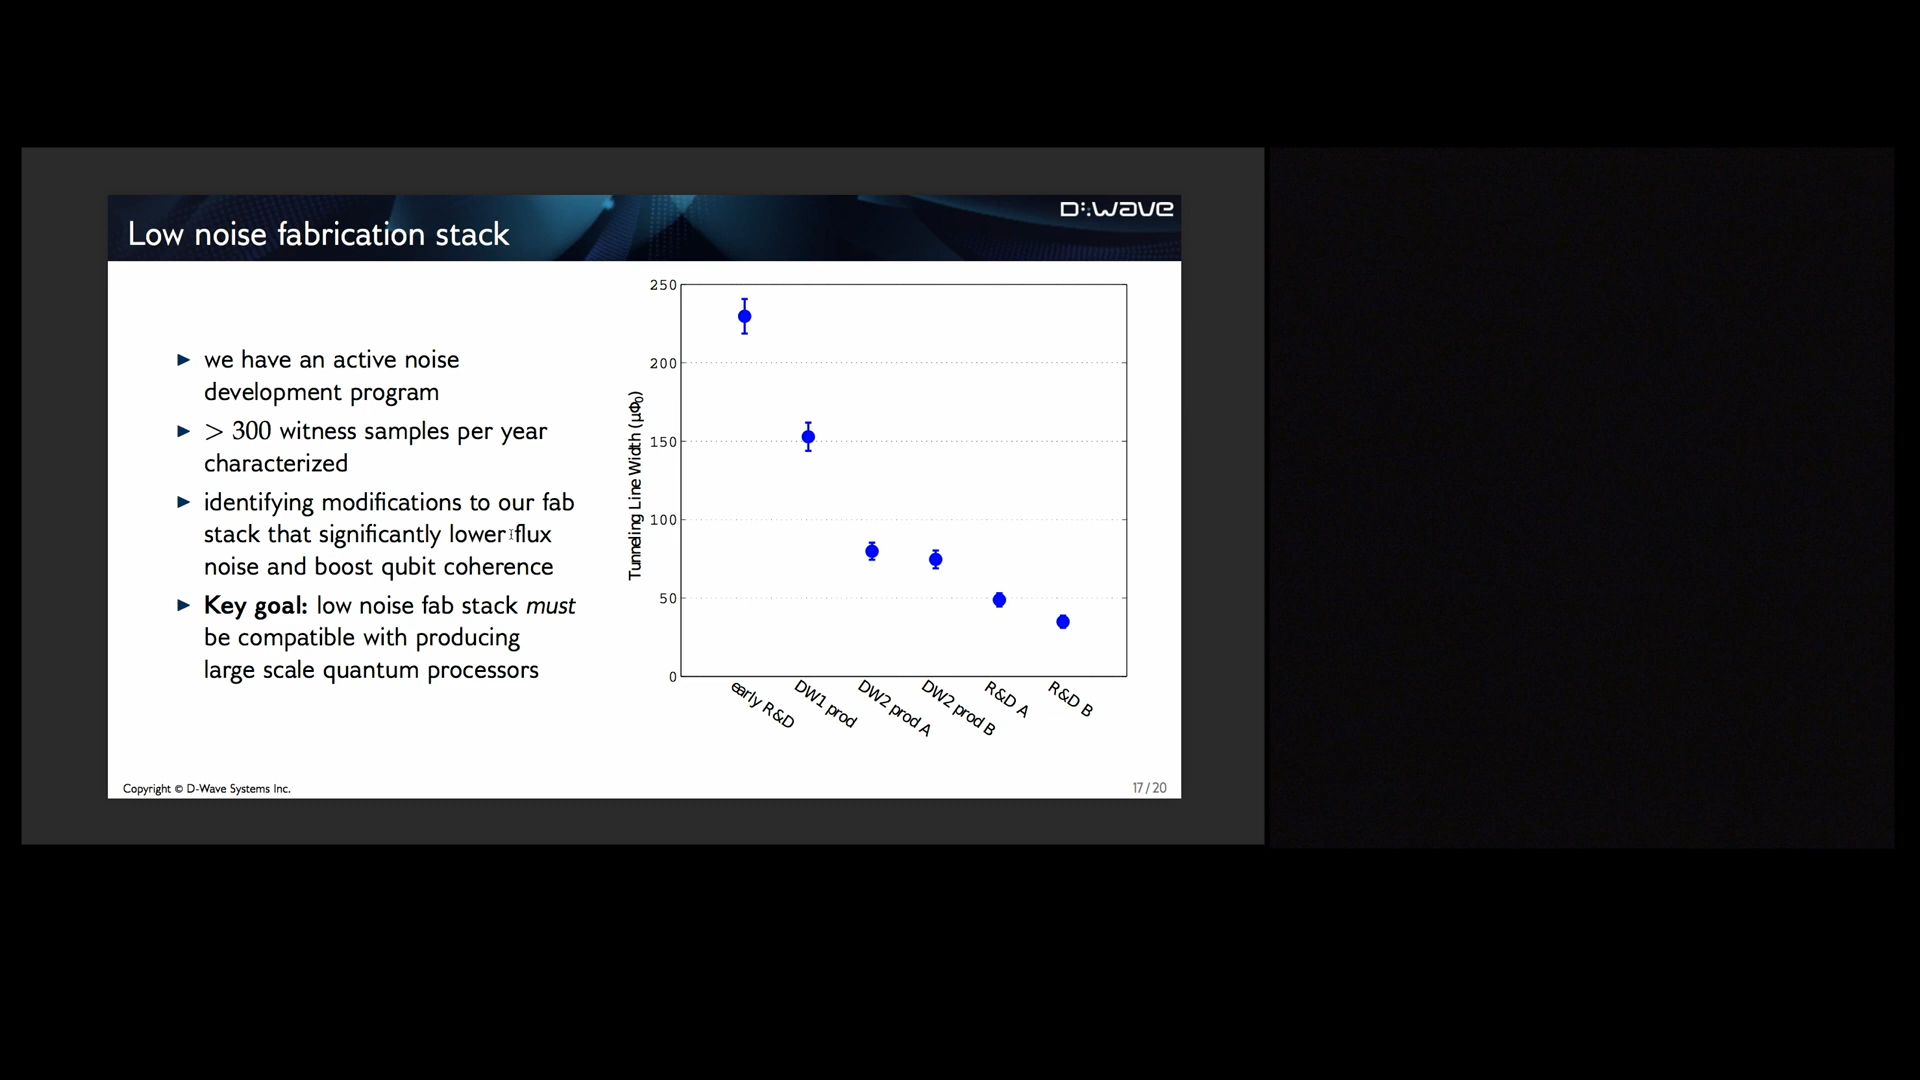 D:Wave
Low noise fabrication stack
► we have an active noise
development program
► > 300 witness samples per year
characterized
► identifying modifications to our fab
stack that significantly lower flux
noise and boost qubit coherence
► Key goal: low noise fab stack must
be compatible with producing
large scale quantum processors
Tunneling Line Width (μΦ₀)
250
200
150
100
50
0
early R&D
DW1 prod
DW2 prod A
DW2 prod B
R&D A
R&D B
Copyright © D-Wave Systems Inc.
17 / 20